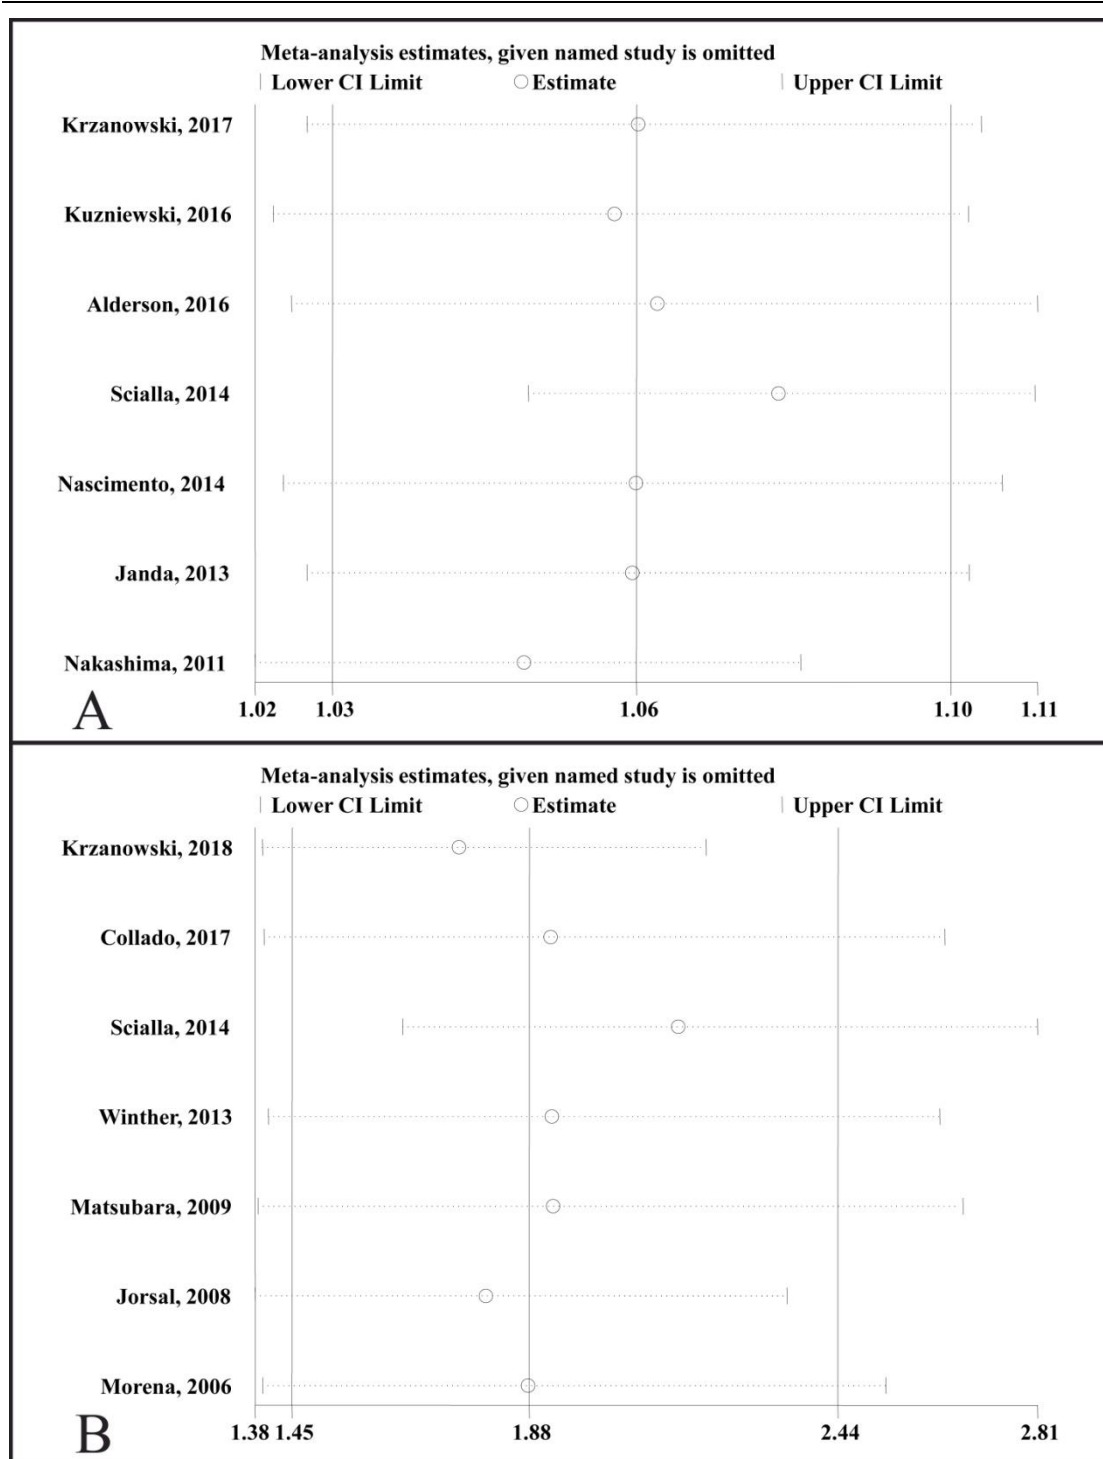 Meta-analysis estimates, given named study is omitted
Lower CI Limit Estimate Upper CI Limit
Krzanowski, 2017
Kuzniewski, 2016
Alderson, 2016
Scialla, 2014
Nascimento, 2014
Janda, 2013
Nakashima, 2011
A
1.02 1.03 1.06 1.10 1.11
Meta-analysis estimates, given named study is omitted
Lower CI Limit Estimate Upper CI Limit
Krzanowski, 2018
Collado, 2017
Scialla, 2014
Winther, 2013
Matsubara, 2009
Jorsal, 2008
Morena, 2006
B
1.38 1.45 1.88 2.44 2.81